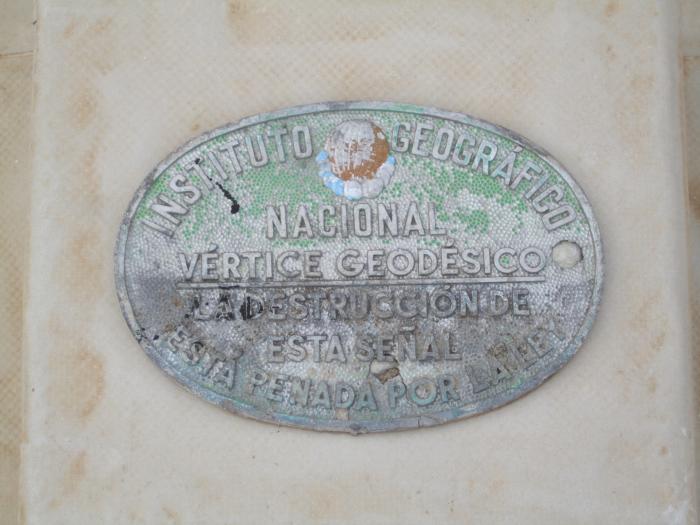 INSTITUTO GEOGRÁFICO
NACIONAL
VÉRTICE GEODÉSICO
LA DESTRUCCIÓN DE
ESTA SEÑAL
ESTÁ PENADA POR LA LEY